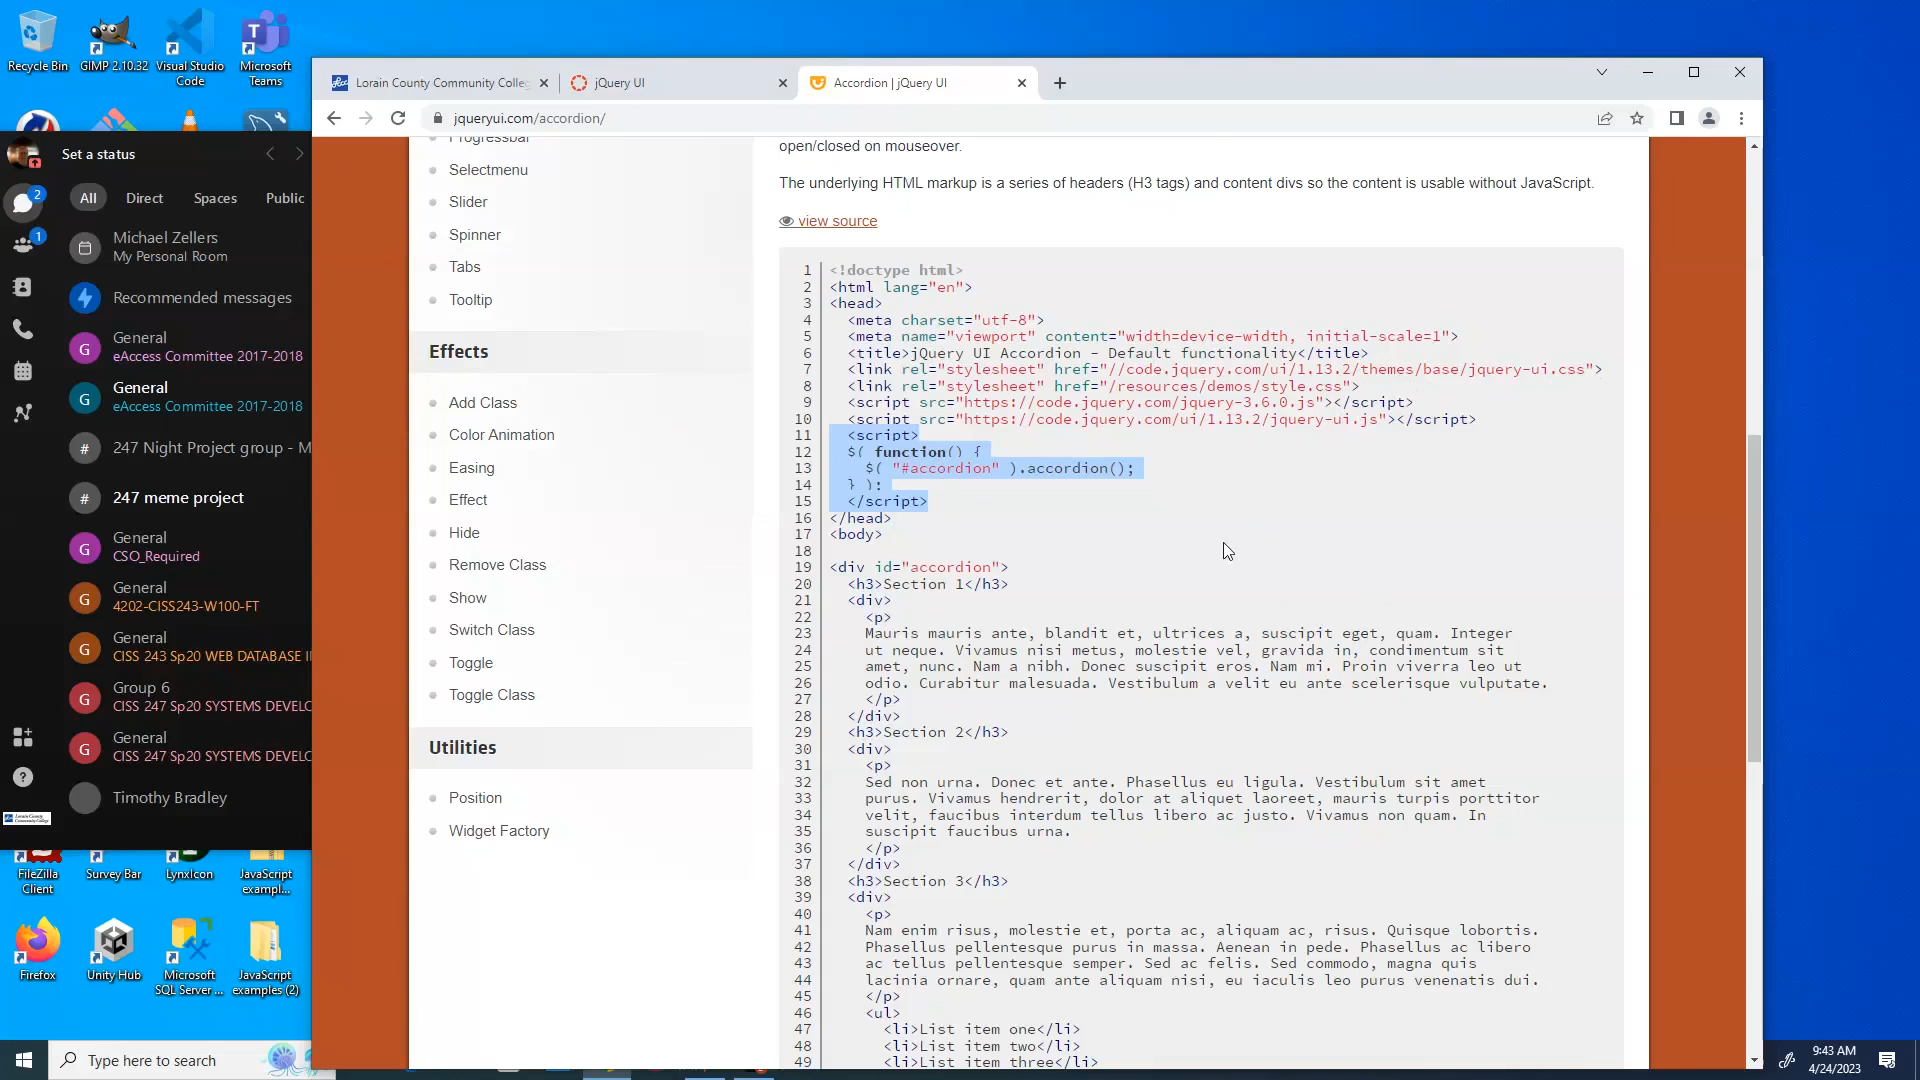 Recycle Bin
GIMP 2.10.32
Visual Studio
Code
Microsoft
Teams
Set a status
All
Direct
Spaces
Public
2
1
Michael Zellers
My Personal Room
Recommended messages
G
General
eAccess Committee 2017-2018
G
General
eAccess Committee 2017-2018
#
247 Night Project group - M
#
247 meme project
G
General
CSO_Required
G
General
4202-CISS243-W100-FT
G
General
CISS 243 Sp20 WEB DATABASE I
G
Group 6
CISS 247 Sp20 SYSTEMS DEVELC
G
General
CISS 247 Sp20 SYSTEMS DEVELC
Timothy Bradley
FileZilla
Client
Survey Bar
LynxIcon
JavaScript
exampl...
Firefox
Unity Hub
Microsoft
SQL Server ...
JavaScript
examples (2)
Type here to search
Lorain County Community Colleg
jQuery UI
Accordion | jQuery UI
jqueryui.com/accordion/
Progressbar
Selectmenu
Slider
Spinner
Tabs
Tooltip
Effects
Add Class
Color Animation
Easing
Effect
Hide
Remove Class
Show
Switch Class
Toggle
Toggle Class
Utilities
Position
Widget Factory
open/closed on mouseover.
The underlying HTML markup is a series of headers (H3 tags) and content divs so the content is usable without JavaScript.
view source
1 <!doctype html>
2 <html lang="en">
3 <head>
4 <meta charset="utf-8">
5 <meta name="viewport" content="width=device-width, initial-scale=1">
6 <title>jQuery UI Accordion - Default functionality</title>
7 <link rel="stylesheet" href="//code.jquery.com/ui/1.13.2/themes/base/jquery-ui.css">
8 <link rel="stylesheet" href="/resources/demos/style.css">
9 <script src="https://code.jquery.com/jquery-3.6.0.js"></script>
10 <script src="https://code.jquery.com/ui/1.13.2/jquery-ui.js"></script>
11 <script>
12 $( function() {
13 $( "#accordion" ).accordion();
14 } );
15 </script>
16 </head>
17 <body>
18
19 <div id="accordion">
20 <h3>Section 1</h3>
21 <div>
22 <p>
23 Mauris mauris ante, blandit et, ultrices a, suscipit eget, quam. Integer
24 ut neque. Vivamus nisi metus, molestie vel, gravida in, condimentum sit
25 amet, nunc. Nam a nibh. Donec suscipit eros. Nam mi. Proin viverra leo ut
26 odio. Curabitur malesuada. Vestibulum a velit eu ante scelerisque vulputate.
27 </p>
28 </div>
29 <h3>Section 2</h3>
30 <div>
31 <p>
32 Sed non urna. Donec et ante. Phasellus eu ligula. Vestibulum sit amet
33 purus. Vivamus hendrerit, dolor at aliquet laoreet, mauris turpis porttitor
34 velit, faucibus interdum tellus libero ac justo. Vivamus non quam. In
35 suscipit faucibus urna.
36 </p>
37 </div>
38 <h3>Section 3</h3>
39 <div>
40 <p>
41 Nam enim risus, molestie et, porta ac, aliquam ac, risus. Quisque lobortis.
42 Phasellus pellentesque purus in massa. Aenean in pede. Phasellus ac libero
43 ac tellus pellentesque semper. Sed ac felis. Sed commodo, magna quis
44 lacinia ornare, quam ante aliquam nisi, eu iaculis leo purus venenatis dui.
45 </p>
46 <ul>
47 <li>List item one</li>
48 <li>List item two</li>
49 <li>List item three</li>
9:43 AM
4/24/2023